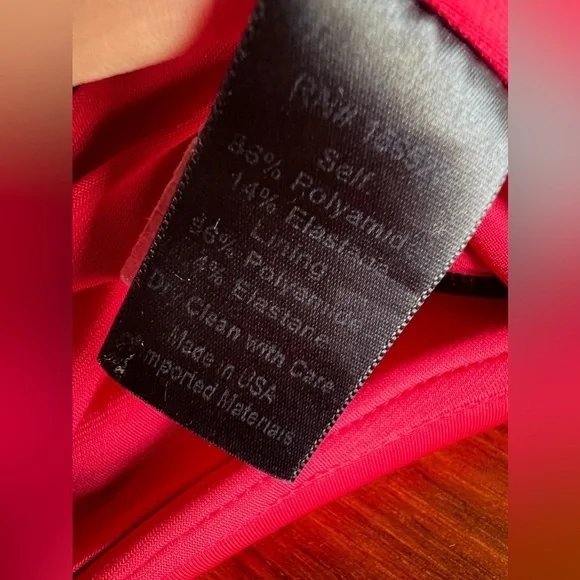 RN#
Self.
86% Polyamide
14% Elastane
Lining
96% Polyamide
4% Elastane
Dry Clean with Care
Made in USA
of Imported Materials